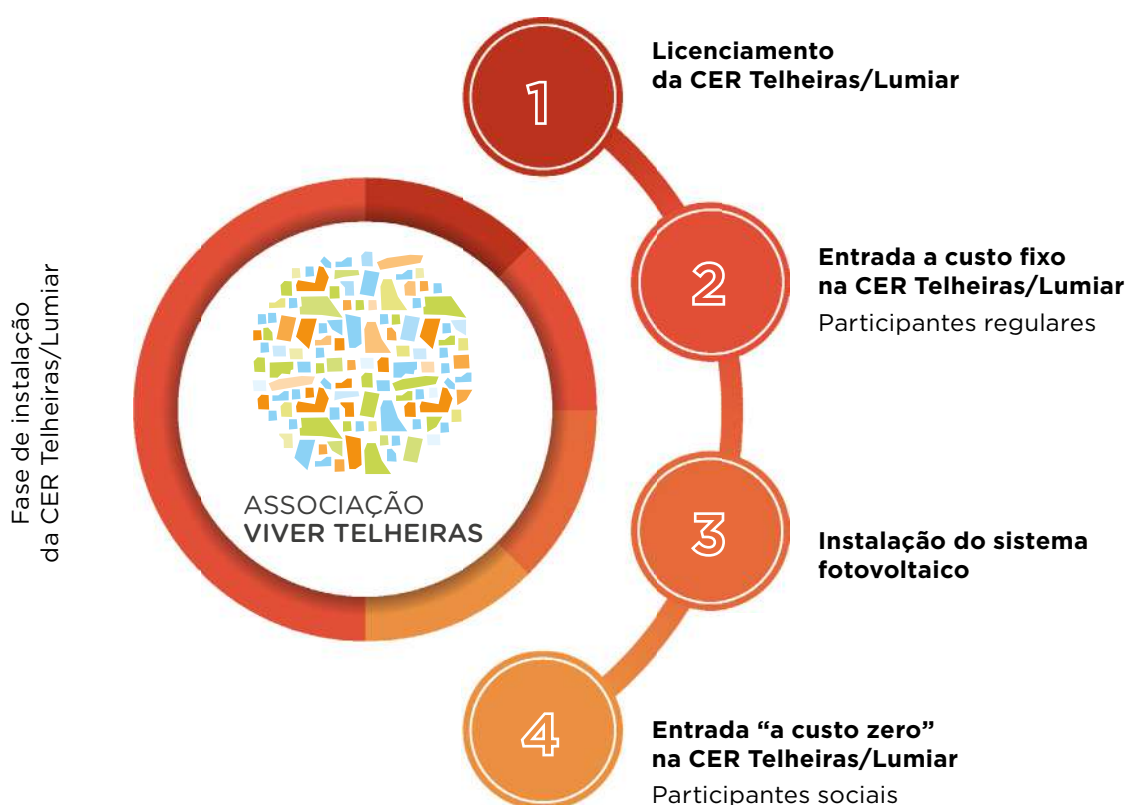 Fase de instalação
da CER Telheiras/Lumiar
ASSOCIAÇÃO
VIVER TELHEIRAS
1
Licenciamento
da CER Telheiras/Lumiar
2
Entrada a custo fixo
na CER Telheiras/Lumiar
Participantes regulares
3
Instalação do sistema
fotovoltaico
4
Entrada “a custo zero”
na CER Telheiras/Lumiar
Participantes sociais